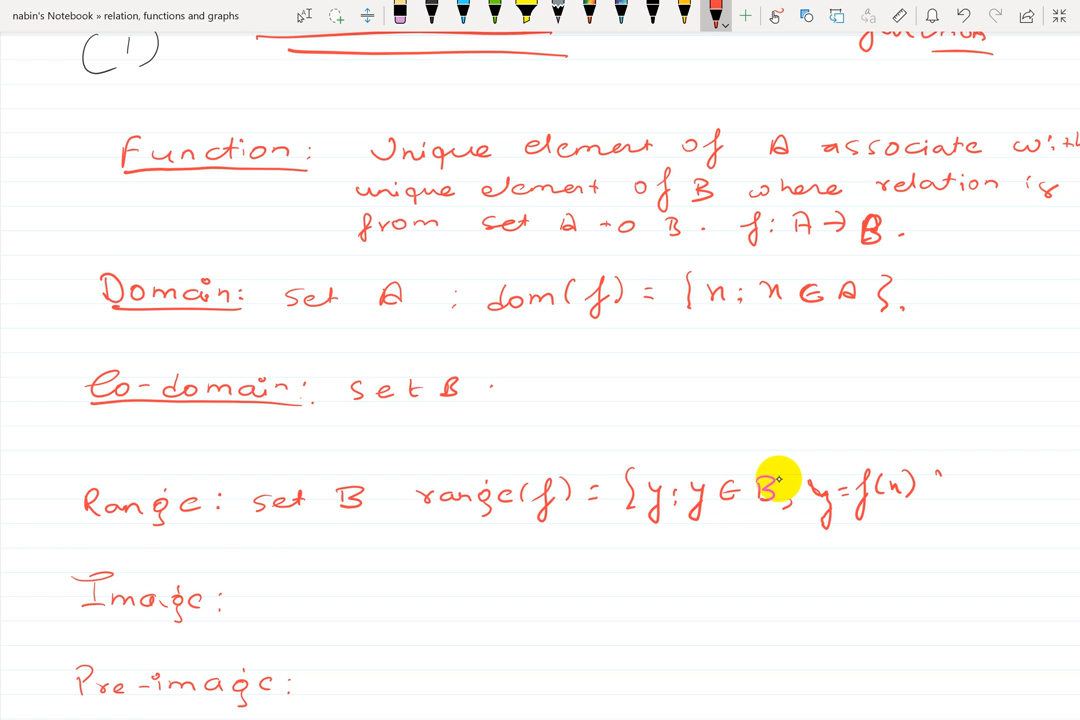 nabin's Notebook » relation, functions and graphs
(1)
Function: Unique element of A associate with
unique element of B where relation is
from set A to B. f: A → B.
Domain: set A ; dom(f) = {x; x ∈ A}.
Co-domain: set B.
Range: set B range(f) = {y; y ∈ B, y = f(x)
Image:
Pre-image: